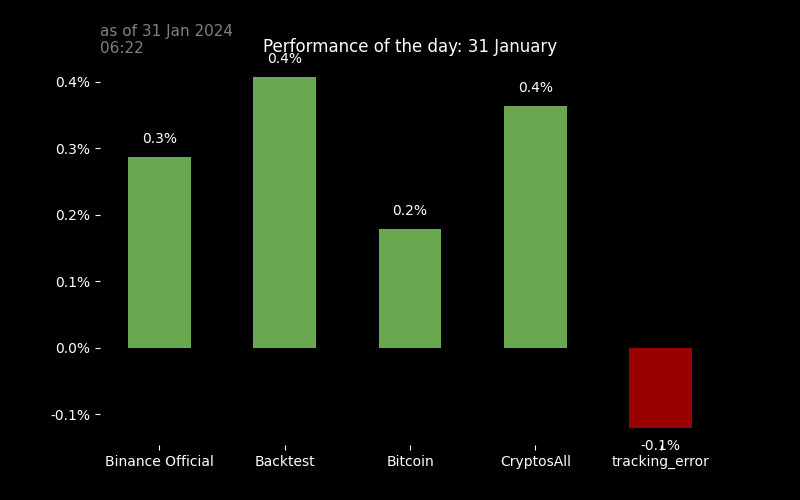 as of 31 Jan 2024
06:22
Performance of the day: 31 January
0.4%
0.3%
0.2%
0.1%
0.0%
-0.1%
0.3%
0.4%
0.2%
0.4%
-0.1%
Binance Official
Backtest
Bitcoin
CryptosAll
tracking_error